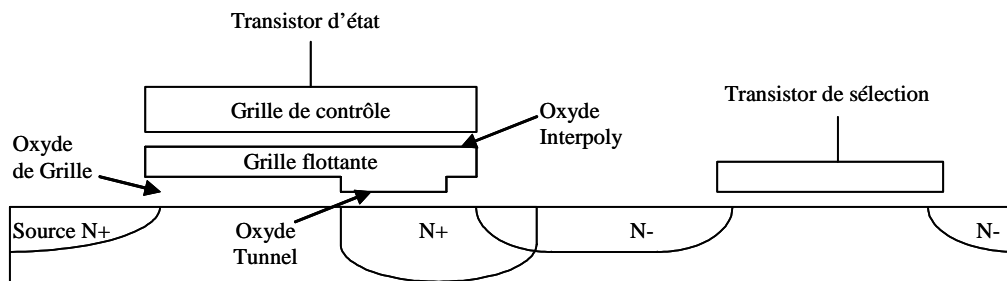 Transistor d'état
Grille de contrôle
Oxyde
Interpoly
Transistor de sélection
Oxyde
de Grille
Grille flottante
Source N+
Oxyde
Tunnel
N+
N-
N-